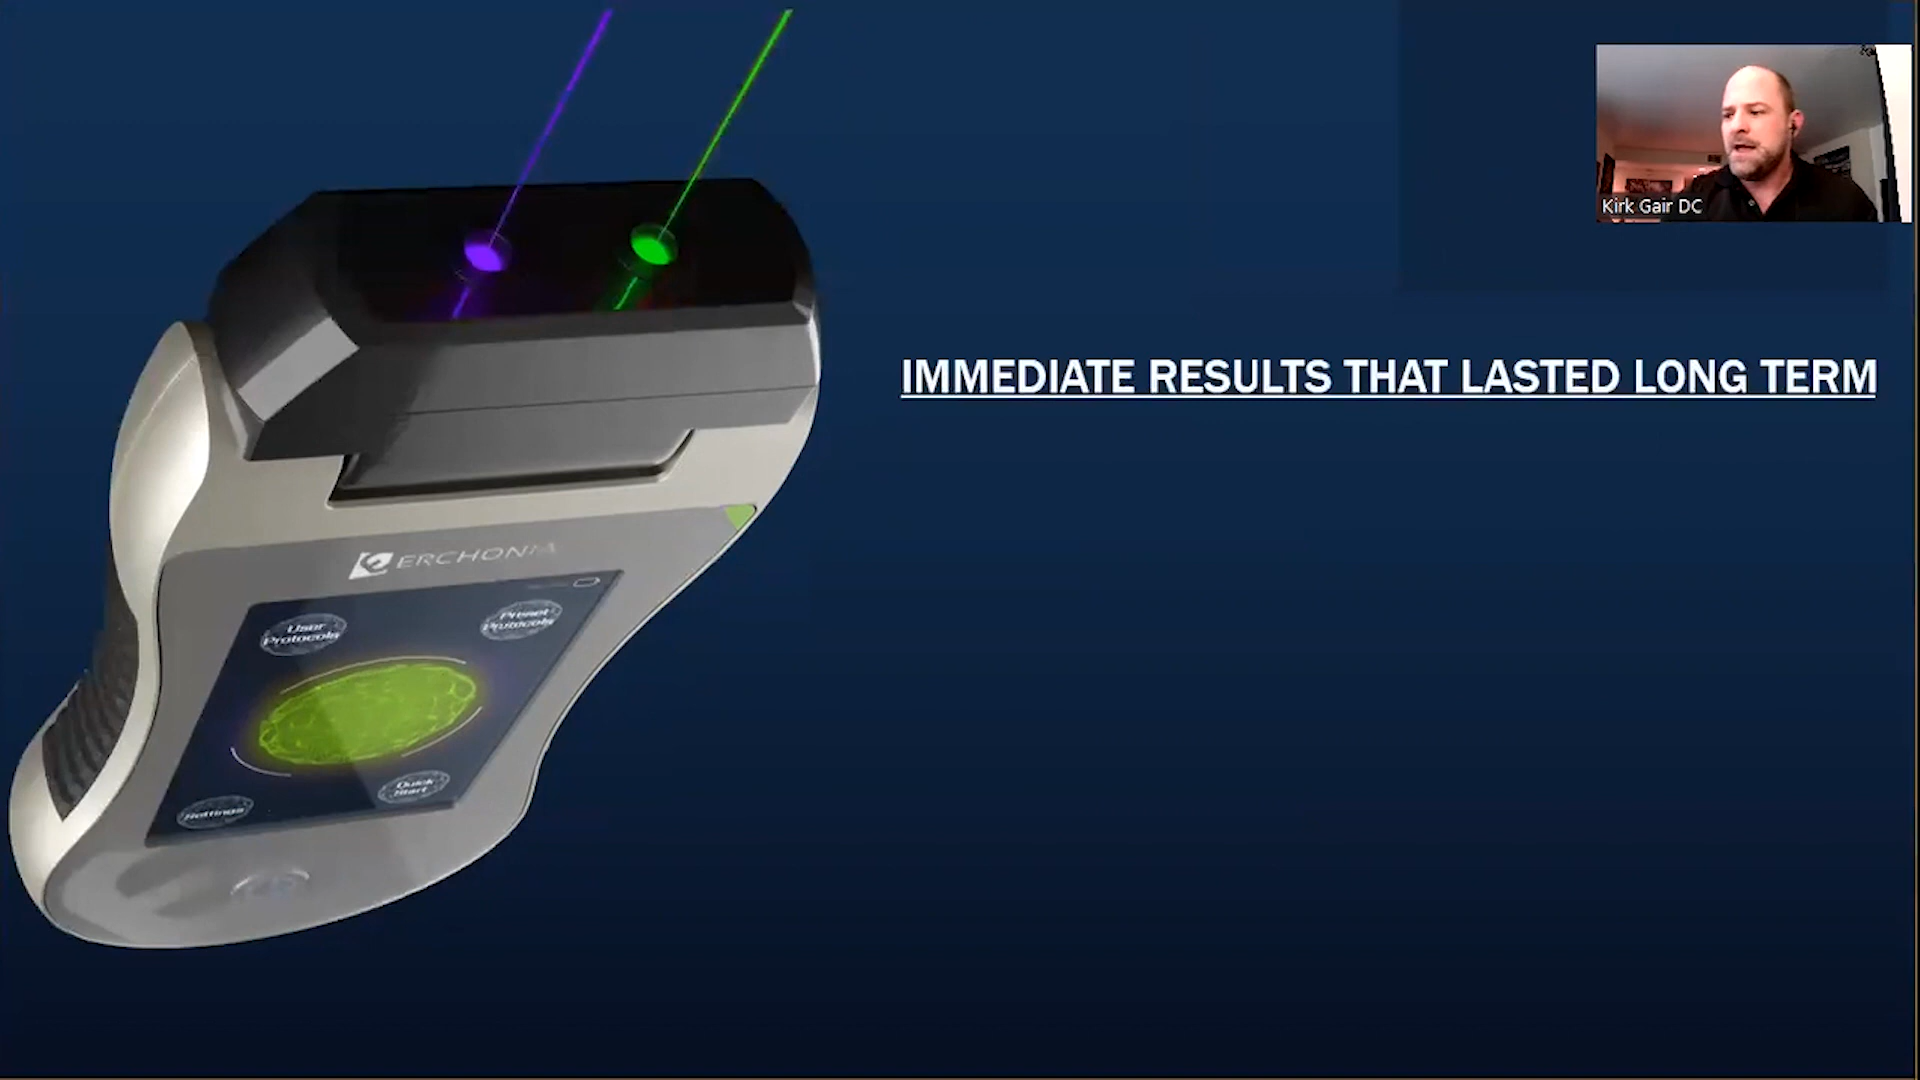 Kirk Gair DC
IMMEDIATE RESULTS THAT LASTED LONG TERM
ERCHONIA
User
Protocols
Preset
Protocols
Quick
Start
Settings